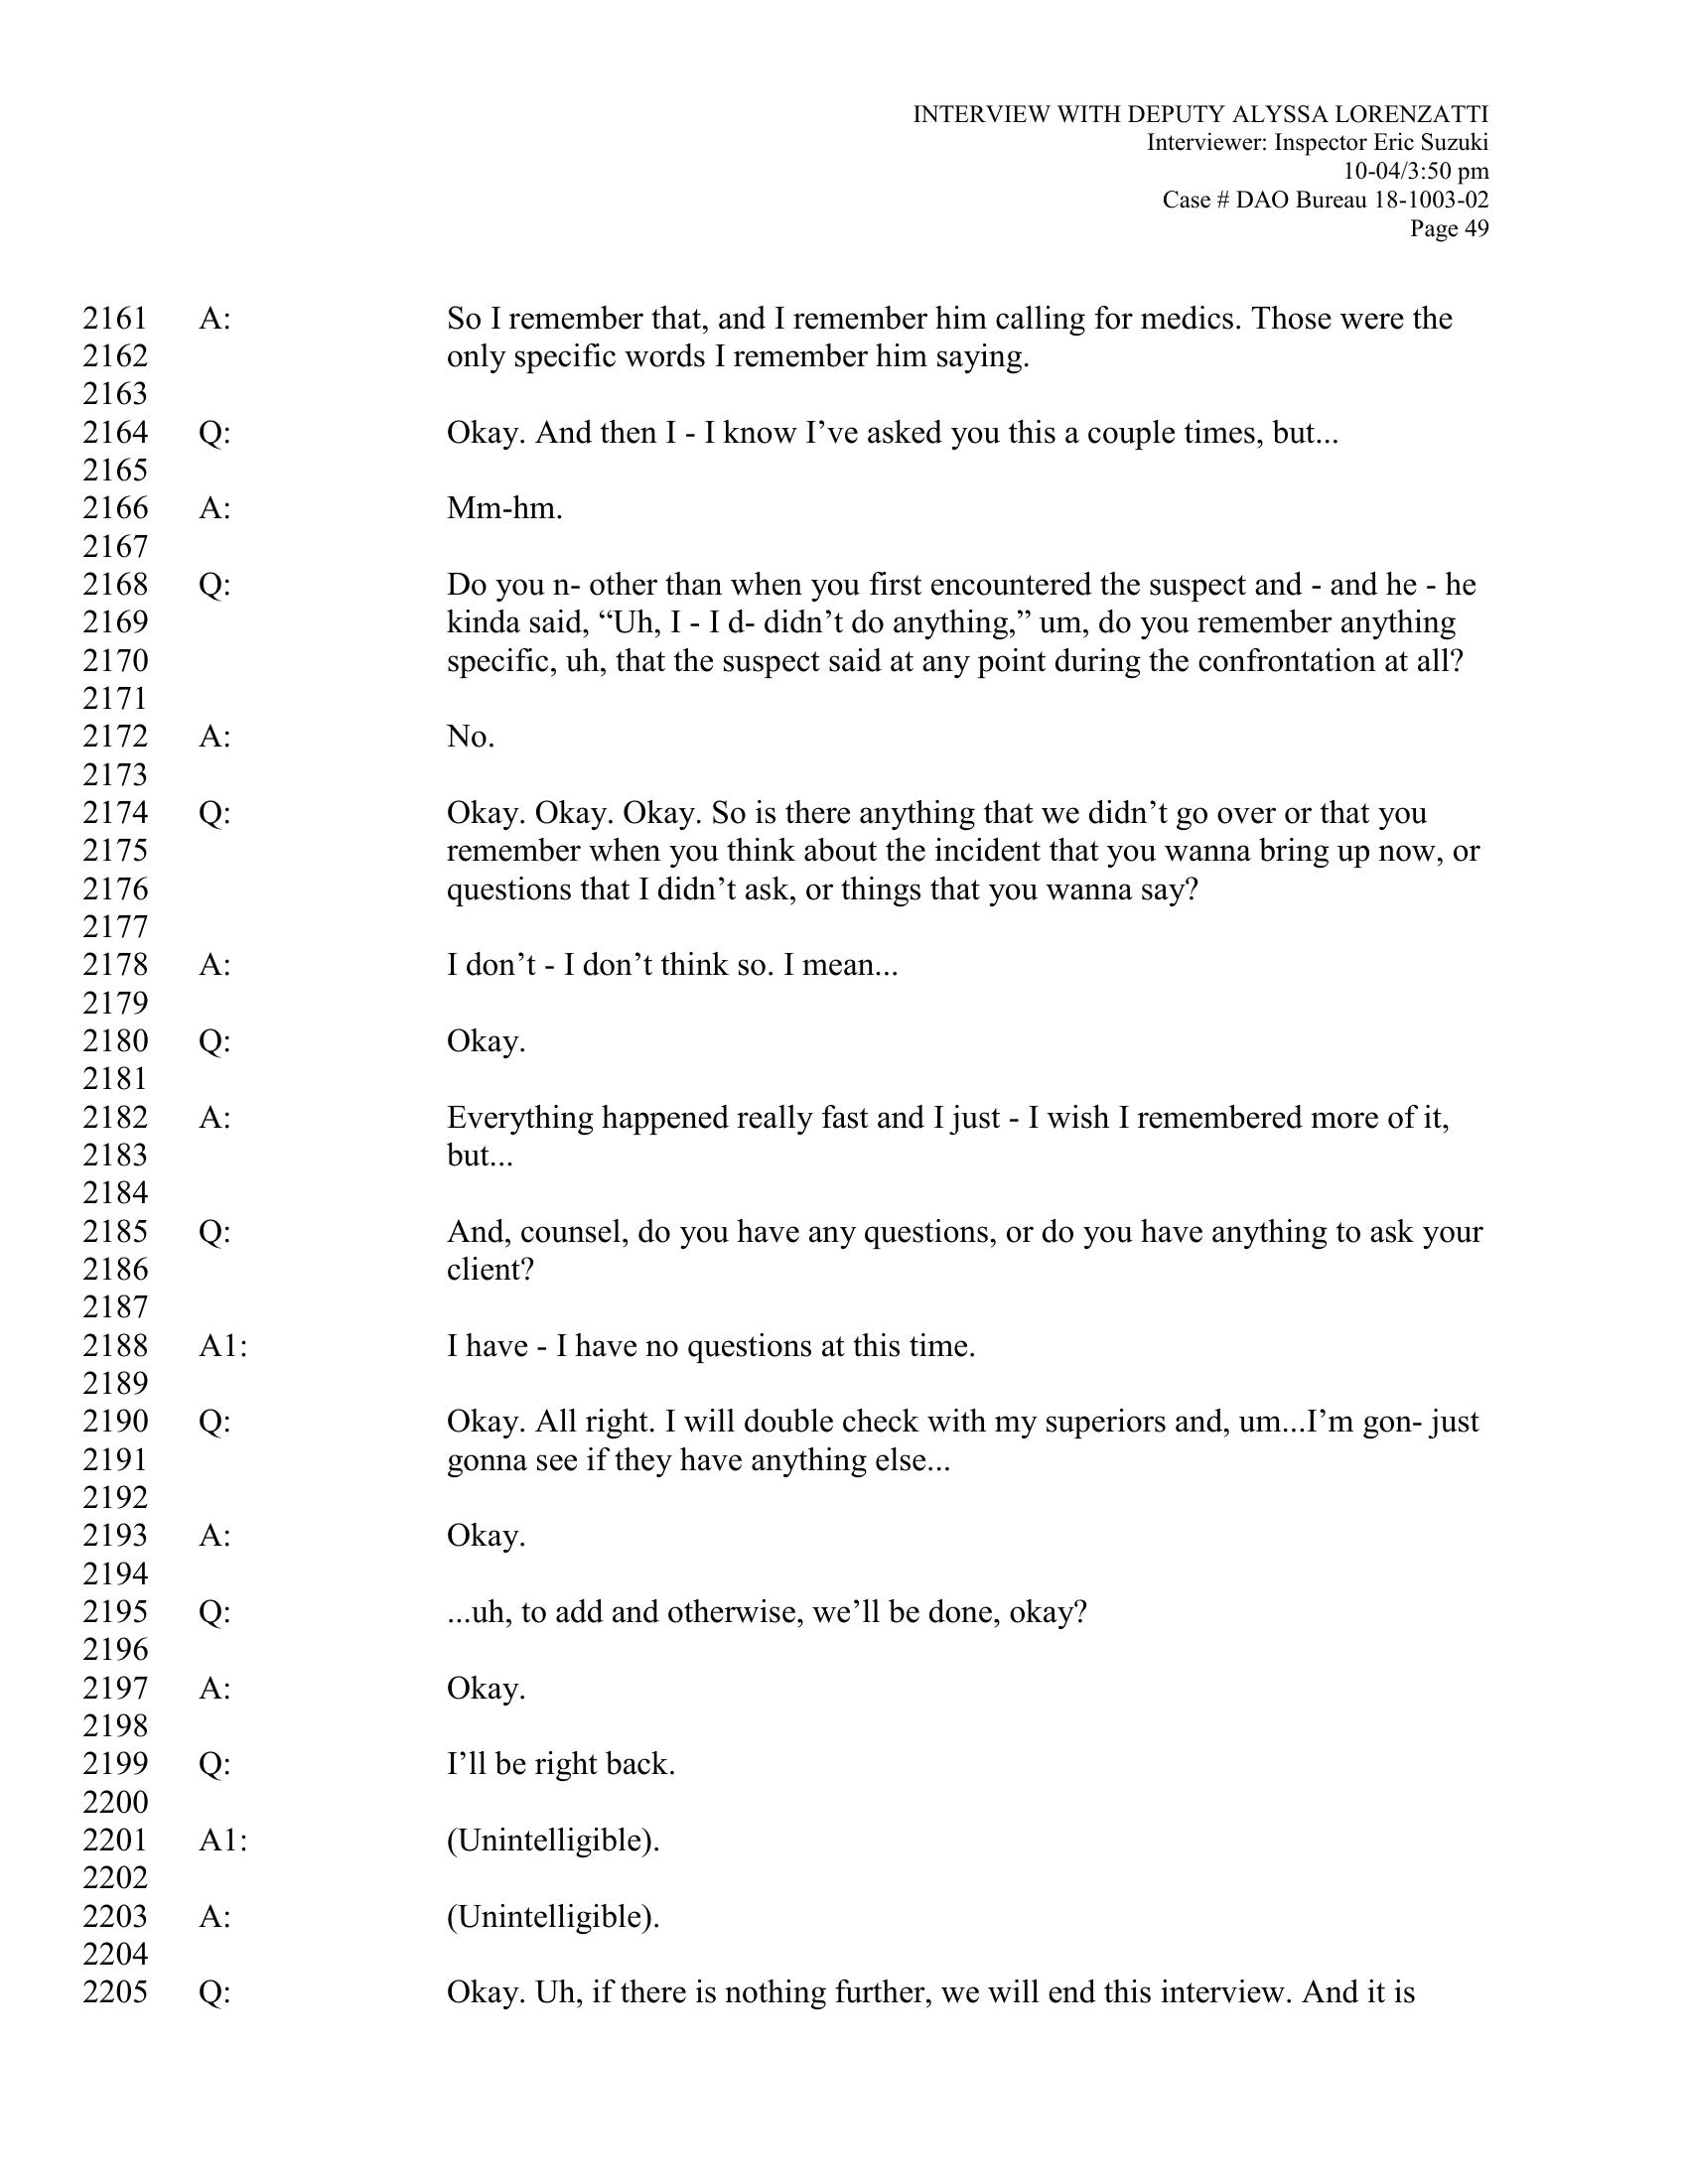 INTERVIEW WITH DEPUTY ALYSSA LORENZATTI
Interviewer: Inspector Eric Suzuki
10-04/3:50 pm
Case # DAO Bureau 18-1003-02
Page 49
2161 A: So I remember that, and I remember him calling for medics. Those were the
2162 only specific words I remember him saying.
2163
2164 Q: Okay. And then I - I know I’ve asked you this a couple times, but...
2165
2166 A: Mm-hm.
2167
2168 Q: Do you n- other than when you first encountered the suspect and - and he - he
2169 kinda said, “Uh, I - I d- didn’t do anything,” um, do you remember anything
2170 specific, uh, that the suspect said at any point during the confrontation at all?
2171
2172 A: No.
2173
2174 Q: Okay. Okay. Okay. So is there anything that we didn’t go over or that you
2175 remember when you think about the incident that you wanna bring up now, or
2176 questions that I didn’t ask, or things that you wanna say?
2177
2178 A: I don’t - I don’t think so. I mean...
2179
2180 Q: Okay.
2181
2182 A: Everything happened really fast and I just - I wish I remembered more of it,
2183 but...
2184
2185 Q: And, counsel, do you have any questions, or do you have anything to ask your
2186 client?
2187
2188 A1: I have - I have no questions at this time.
2189
2190 Q: Okay. All right. I will double check with my superiors and, um...I’m gon- just
2191 gonna see if they have anything else...
2192
2193 A: Okay.
2194
2195 Q: ...uh, to add and otherwise, we’ll be done, okay?
2196
2197 A: Okay.
2198
2199 Q: I’ll be right back.
2200
2201 A1: (Unintelligible).
2202
2203 A: (Unintelligible).
2204
2205 Q: Okay. Uh, if there is nothing further, we will end this interview. And it is